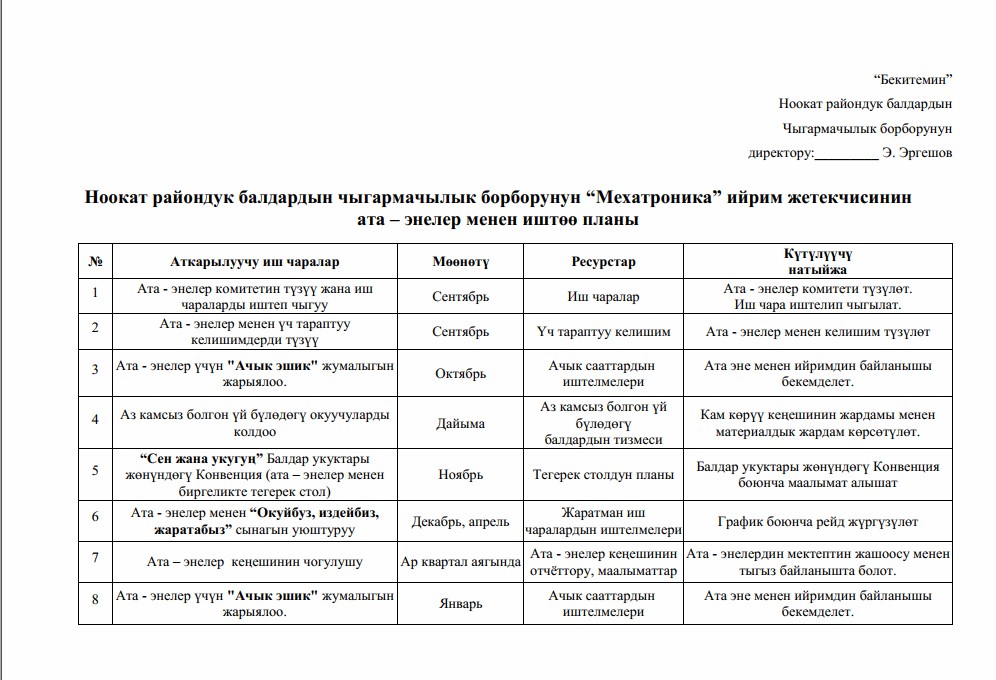 “Бекитемин”
Ноокат райондук балдардын
Чыгармачылык борборунун
директору:_________ Э. Эргешов
Ноокат райондук балдардын чыгармачылык борборунун “Мехатроника” ийрим жетекчисинин
ата – энелер менен иштөө планы
№ Аткарылуучу иш чаралар Мөөнөтү Ресурстар Күтүлүүчү
натыйжа
1 Ата - энелер комитетин түзүү жана иш
чараларды иштеп чыгуу
Сентябрь
Иш чаралар
Ата - энелер комитети түзүлөт.
Иш чара иштелип чыгылат.
2 Ата - энелер менен үч тараптуу
келишимдерди түзүү
Сентябрь
Үч тараптуу келишим
Ата - энелер менен келишим түзүлөт
3 Ата - энелер үчүн "Ачык эшик" жумалыгын
жарыялоо.
Октябрь
Ачык сааттардын
иштелмелери
Ата эне менен ийримдин байланышы
бекемделет.
4 Аз камсыз болгон үй бүлөдөгү окуучуларды
колдоо
Дайыма
Аз камсыз болгон үй
бүлөдөгү
балдардын тизмеси
Кам көрүү кеңешинин жардамы менен
материалдык жардам көрсөтүлөт.
5 “Сен жана укугуң” Балдар укуктары
жөнүндөгү Конвенция (ата – энелер менен
биргеликте тегерек стол)
Ноябрь
Тегерек столдун планы
Балдар укуктары жөнүндөгү Конвенция
боюнча маалымат алышат
6 Ата - энелер менен “Окуйбуз, издейбиз,
жаратабыз” сынагын уюштуруу
Декабрь, апрель
Жаратман иш
чаралардын иштелмелери
График боюнча рейд жүргүзүлөт
7 Ата – энелер кеңешинин чогулушу
Ар квартал аягында
Ата - энелер кеңешинин
отчёттору, маалыматтар
Ата - энелердин мектептин жашоосу менен
тыгыз байланышта болот.
8 Ата - энелер үчүн "Ачык эшик" жумалыгын
жарыялоо.
Январь
Ачык сааттардын
иштелмелери
Ата эне менен ийримдин байланышы
бекемделет.